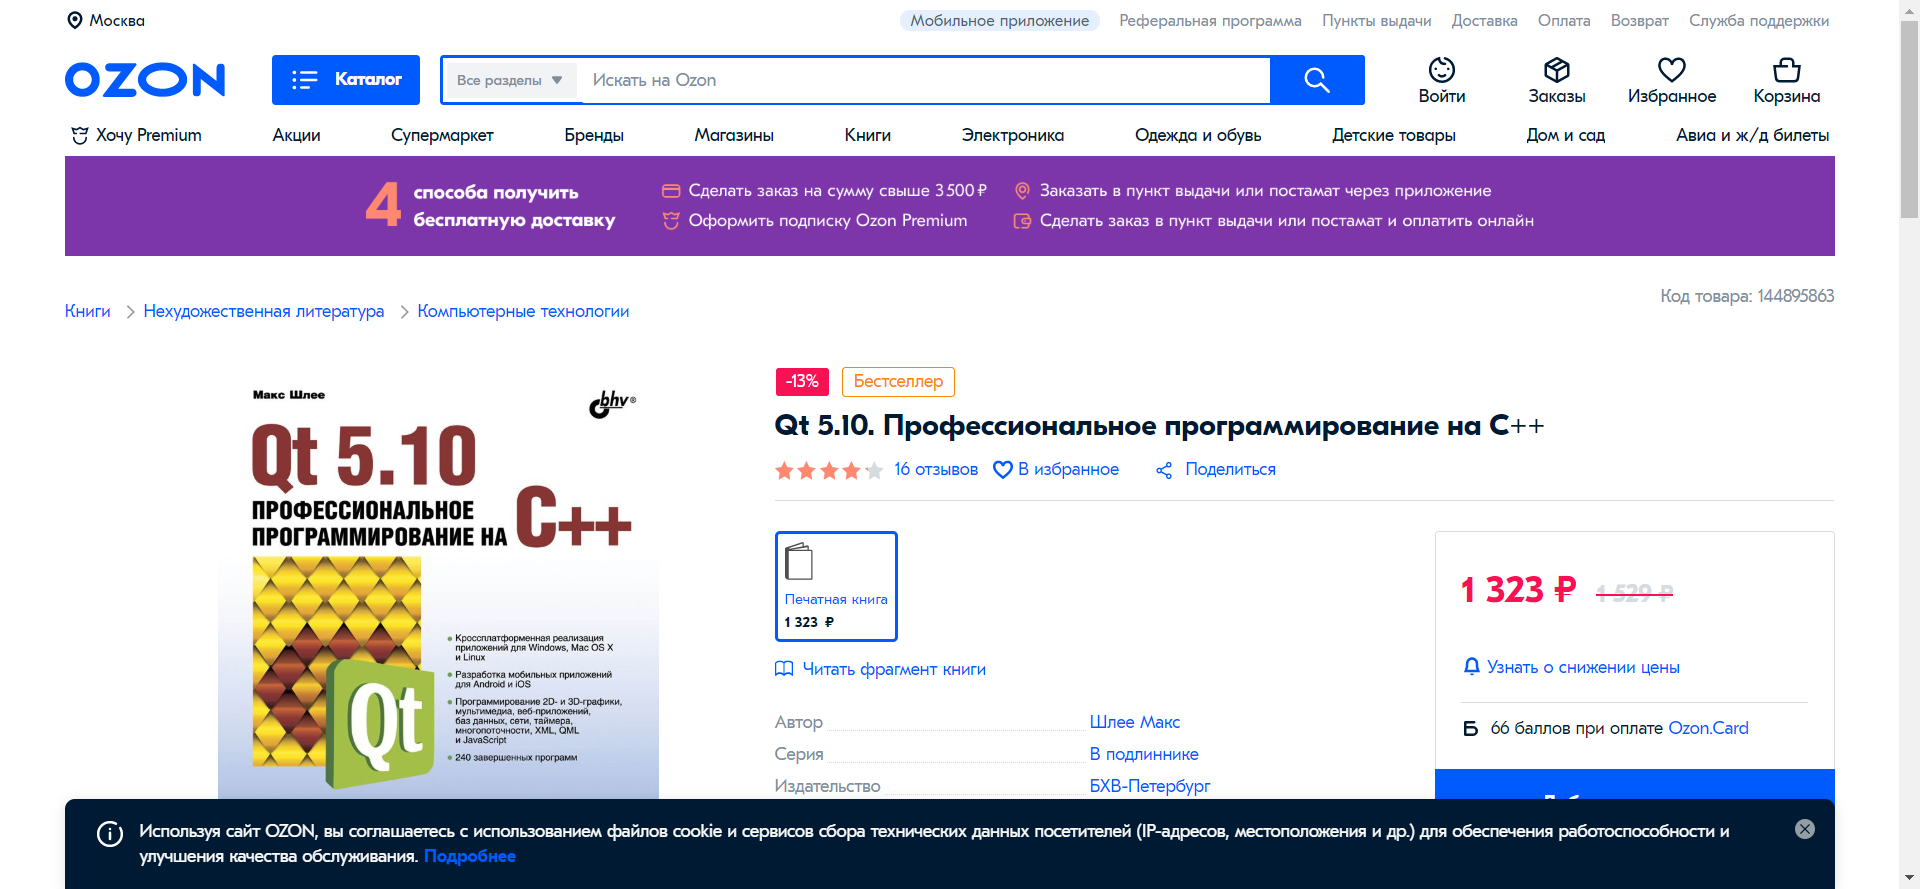 Москва
Мобильное приложение Реферальная программа Пункты выдачи Доставка Оплата Возврат Служба поддержки
OZON
Каталог
Все разделы
Искать на Ozon
Войти
Заказы
Избранное
Корзина
Хочу Premium Акции Супермаркет Бренды Магазины Книги Электроника Одежда и обувь Детские товары Дом и сад Авиа и ж/д билеты
4 способа получить
бесплатную доставку
Сделать заказ на сумму свыше 3 500 ₽
Оформить подписку Ozon Premium
Заказать в пункт выдачи или постамат через приложение
Сделать заказ в пункт выдачи или постамат и оплатить онлайн
Код товара: 144895863
Книги
Нехудожественная литература
Компьютерные технологии
Макс Шлее
bhv®
Qt 5.10
ПРОФЕССИОНАЛЬНОЕ
ПРОГРАММИРОВАНИЕ НА C++
• Кроссплатформенная реализация
приложений для Windows, Mac OS X
и Linux
• Разработка мобильных приложений
для Android и iOS
• Программирование 2D- и 3D-графики,
мультимедиа, веб-приложений,
баз данных, сети, таймера,
многопоточности, XML, QML
и JavaScript
• 240 завершенных программ
Qt
-13%
Бестселлер
Qt 5.10. Профессиональное программирование на C++
16 отзывов
В избранное
Поделиться
Печатная книга
1 323 ₽
Читать фрагмент книги
Автор Шлее Макс
Серия В подлиннике
Издательство БХВ-Петербург
1 323 ₽ 1 529 ₽
Узнать о снижении цены
Б 66 баллов при оплате Ozon.Card
Используя сайт OZON, вы соглашаетесь с использованием файлов cookie и сервисов сбора технических данных посетителей (IP-адресов, местоположения и др.) для обеспечения работоспособности и
улучшения качества обслуживания. Подробнее